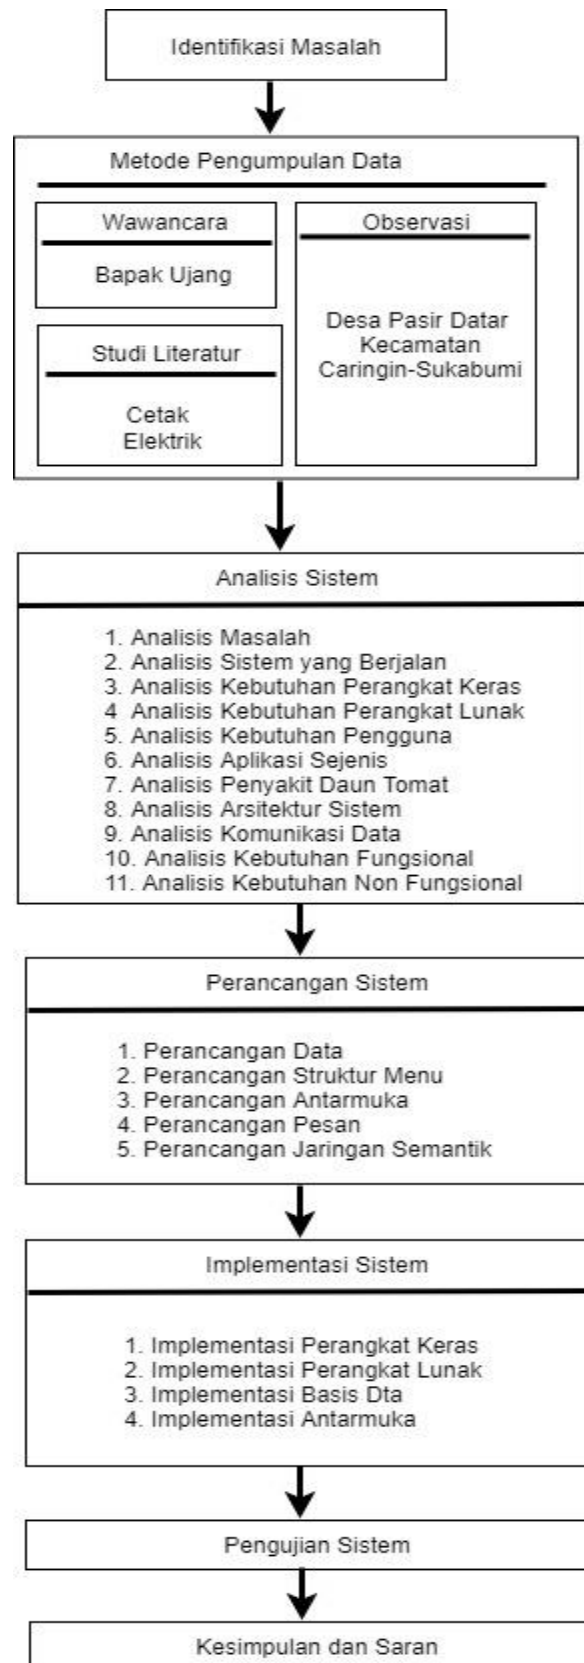 Identifikasi Masalah
Metode Pengumpulan Data
Wawancara
Bapak Ujang
Studi Literatur
Cetak
Elektrik
Observasi
Desa Pasir Datar
Kecamatan
Caringin-Sukabumi
Analisis Sistem
1. Analisis Masalah
2. Analisis Sistem yang Berjalan
3. Analisis Kebutuhan Perangkat Keras
4 Analisis Kebutuhan Perangkat Lunak
5. Analisis Kebutuhan Pengguna
6. Analisis Aplikasi Sejenis
7. Analisis Penyakit Daun Tomat
8. Analisis Arsitektur Sistem
9. Analisis Komunikasi Data
10. Analisis Kebutuhan Fungsional
11. Analisis Kebutuhan Non Fungsional
Perancangan Sistem
1. Perancangan Data
2. Perancangan Struktur Menu
3. Perancangan Antarmuka
4. Perancangan Pesan
5. Perancangan Jaringan Semantik
Implementasi Sistem
1. Implementasi Perangkat Keras
2. Implementasi Perangkat Lunak
3. Implementasi Basis Dta
4. Implementasi Antarmuka
Pengujian Sistem
Kesimpulan dan Saran